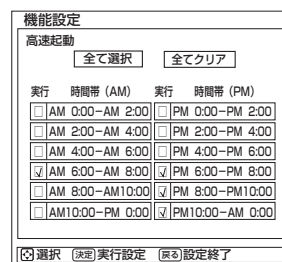 機能設定
高速起動
全て選択 全てクリア
実行 時間帯 (AM) 実行 時間帯 (PM)
AM 0:00-AM 2:00 PM 0:00-PM 2:00
AM 2:00-AM 4:00 PM 2:00-PM 4:00
AM 4:00-AM 6:00 PM 4:00-PM 6:00
AM 6:00-AM 8:00 PM 6:00-PM 8:00
AM 8:00-AM10:00 PM 8:00-PM10:00
AM10:00-PM 0:00 PM10:00-AM 0:00
選択 決定 実行設定 戻る 設定終了